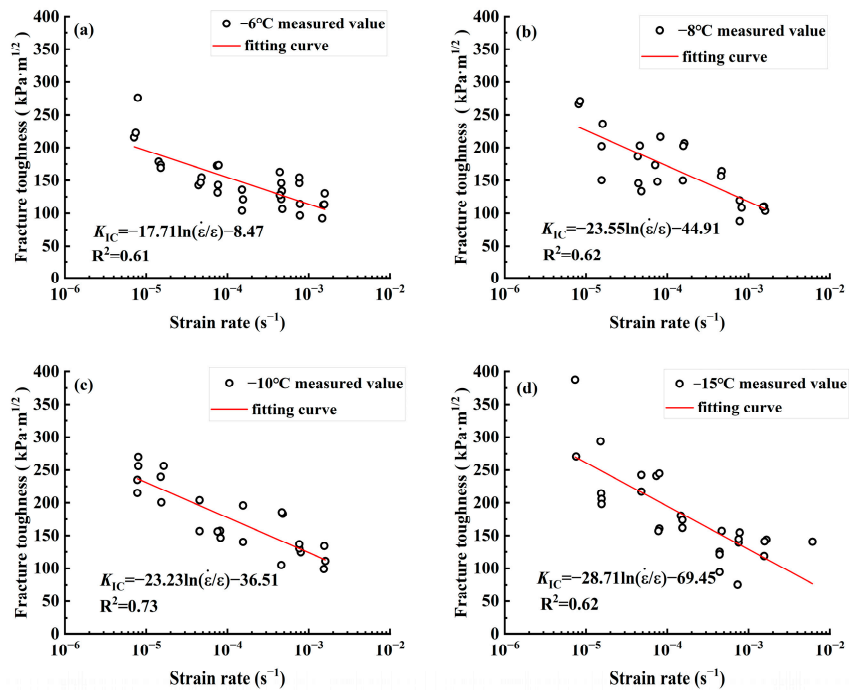 (a)
−6°C measured value
fitting curve
Fracture toughness ( kPa·m^1/2 )
400
350
300
250
200
150
100
50
0
K_IC=−17.71ln(ε̇/ε)−8.47
R²=0.61
10⁻⁶ 10⁻⁵ 10⁻⁴ 10⁻³ 10⁻²
Strain rate (s⁻¹)
(b)
−8°C measured value
fitting curve
Fracture toughness ( kPa·m^1/2 )
400
350
300
250
200
150
100
50
0
K_IC=−23.55ln(ε̇/ε)−44.91
R²=0.62
10⁻⁶ 10⁻⁵ 10⁻⁴ 10⁻³ 10⁻²
Strain rate (s⁻¹)
(c)
−10°C measured value
fitting curve
Fracture toughness ( kPa·m^1/2 )
400
350
300
250
200
150
100
50
0
K_IC=−23.23ln(ε̇/ε)−36.51
R²=0.73
10⁻⁶ 10⁻⁵ 10⁻⁴ 10⁻³ 10⁻²
Strain rate (s⁻¹)
(d)
−15°C measured value
fitting curve
Fracture toughness ( kPa·m^1/2 )
400
350
300
250
200
150
100
50
0
K_IC=−28.71ln(ε̇/ε)−69.45
R²=0.62
10⁻⁶ 10⁻⁵ 10⁻⁴ 10⁻³ 10⁻²
Strain rate (s⁻¹)